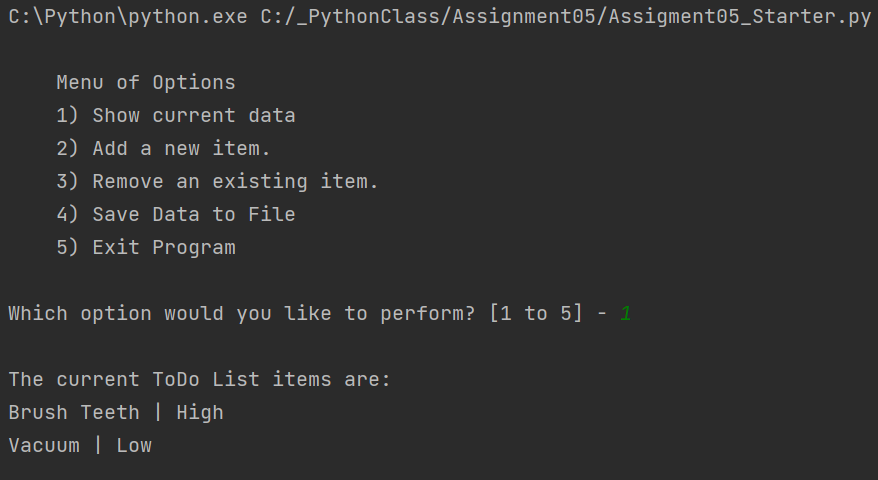 C:\Python\python.exe C:/_PythonClass/Assignment05/Assigment05_Starter.py
Menu of Options
1) Show current data
2) Add a new item.
3) Remove an existing item.
4) Save Data to File
5) Exit Program
Which option would you like to perform? [1 to 5] - 1
The current ToDo List items are:
Brush Teeth | High
Vacuum | Low